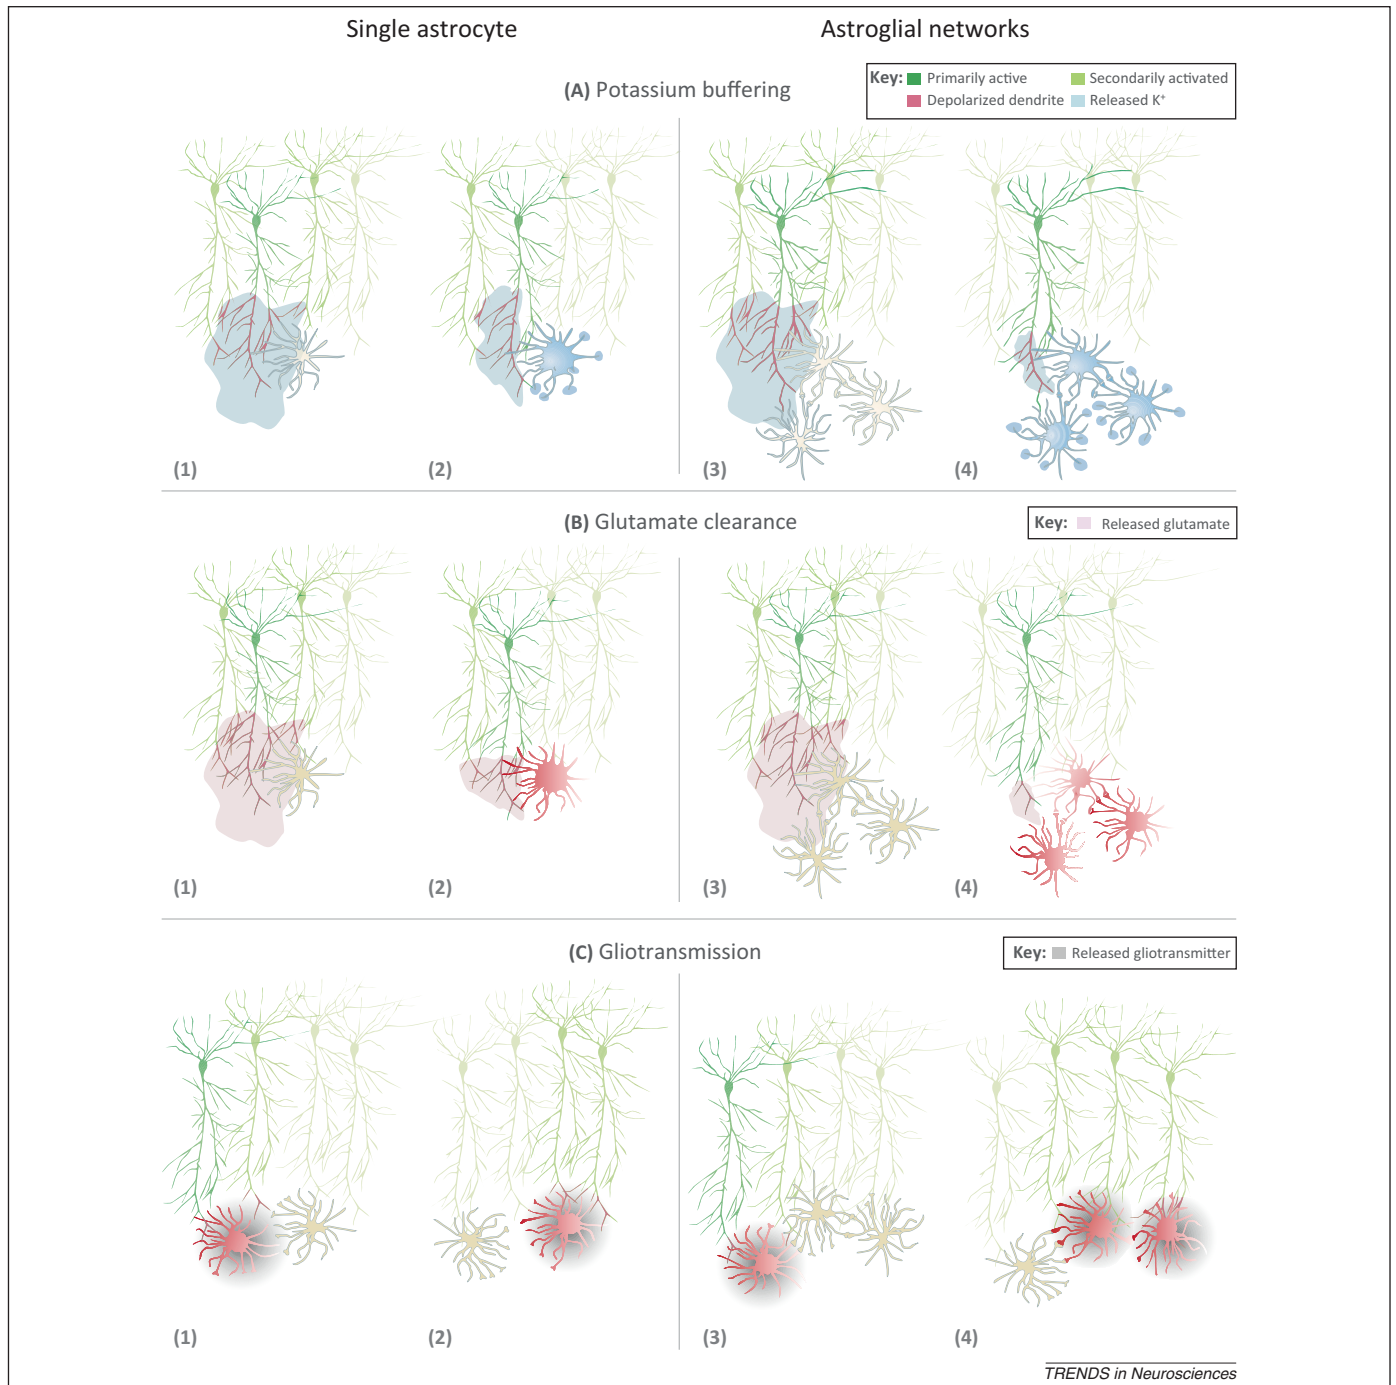 Single astrocyte
Astroglial networks
(A) Potassium buffering
Key: Primarily active Secondarily activated
Depolarized dendrite Released K⁺
(1)
(2)
(3)
(4)
(B) Glutamate clearance
Key: Released glutamate
(1)
(2)
(3)
(4)
(C) Gliotransmission
Key: Released gliotransmitter
(1)
(2)
(3)
(4)
TRENDS in Neurosciences